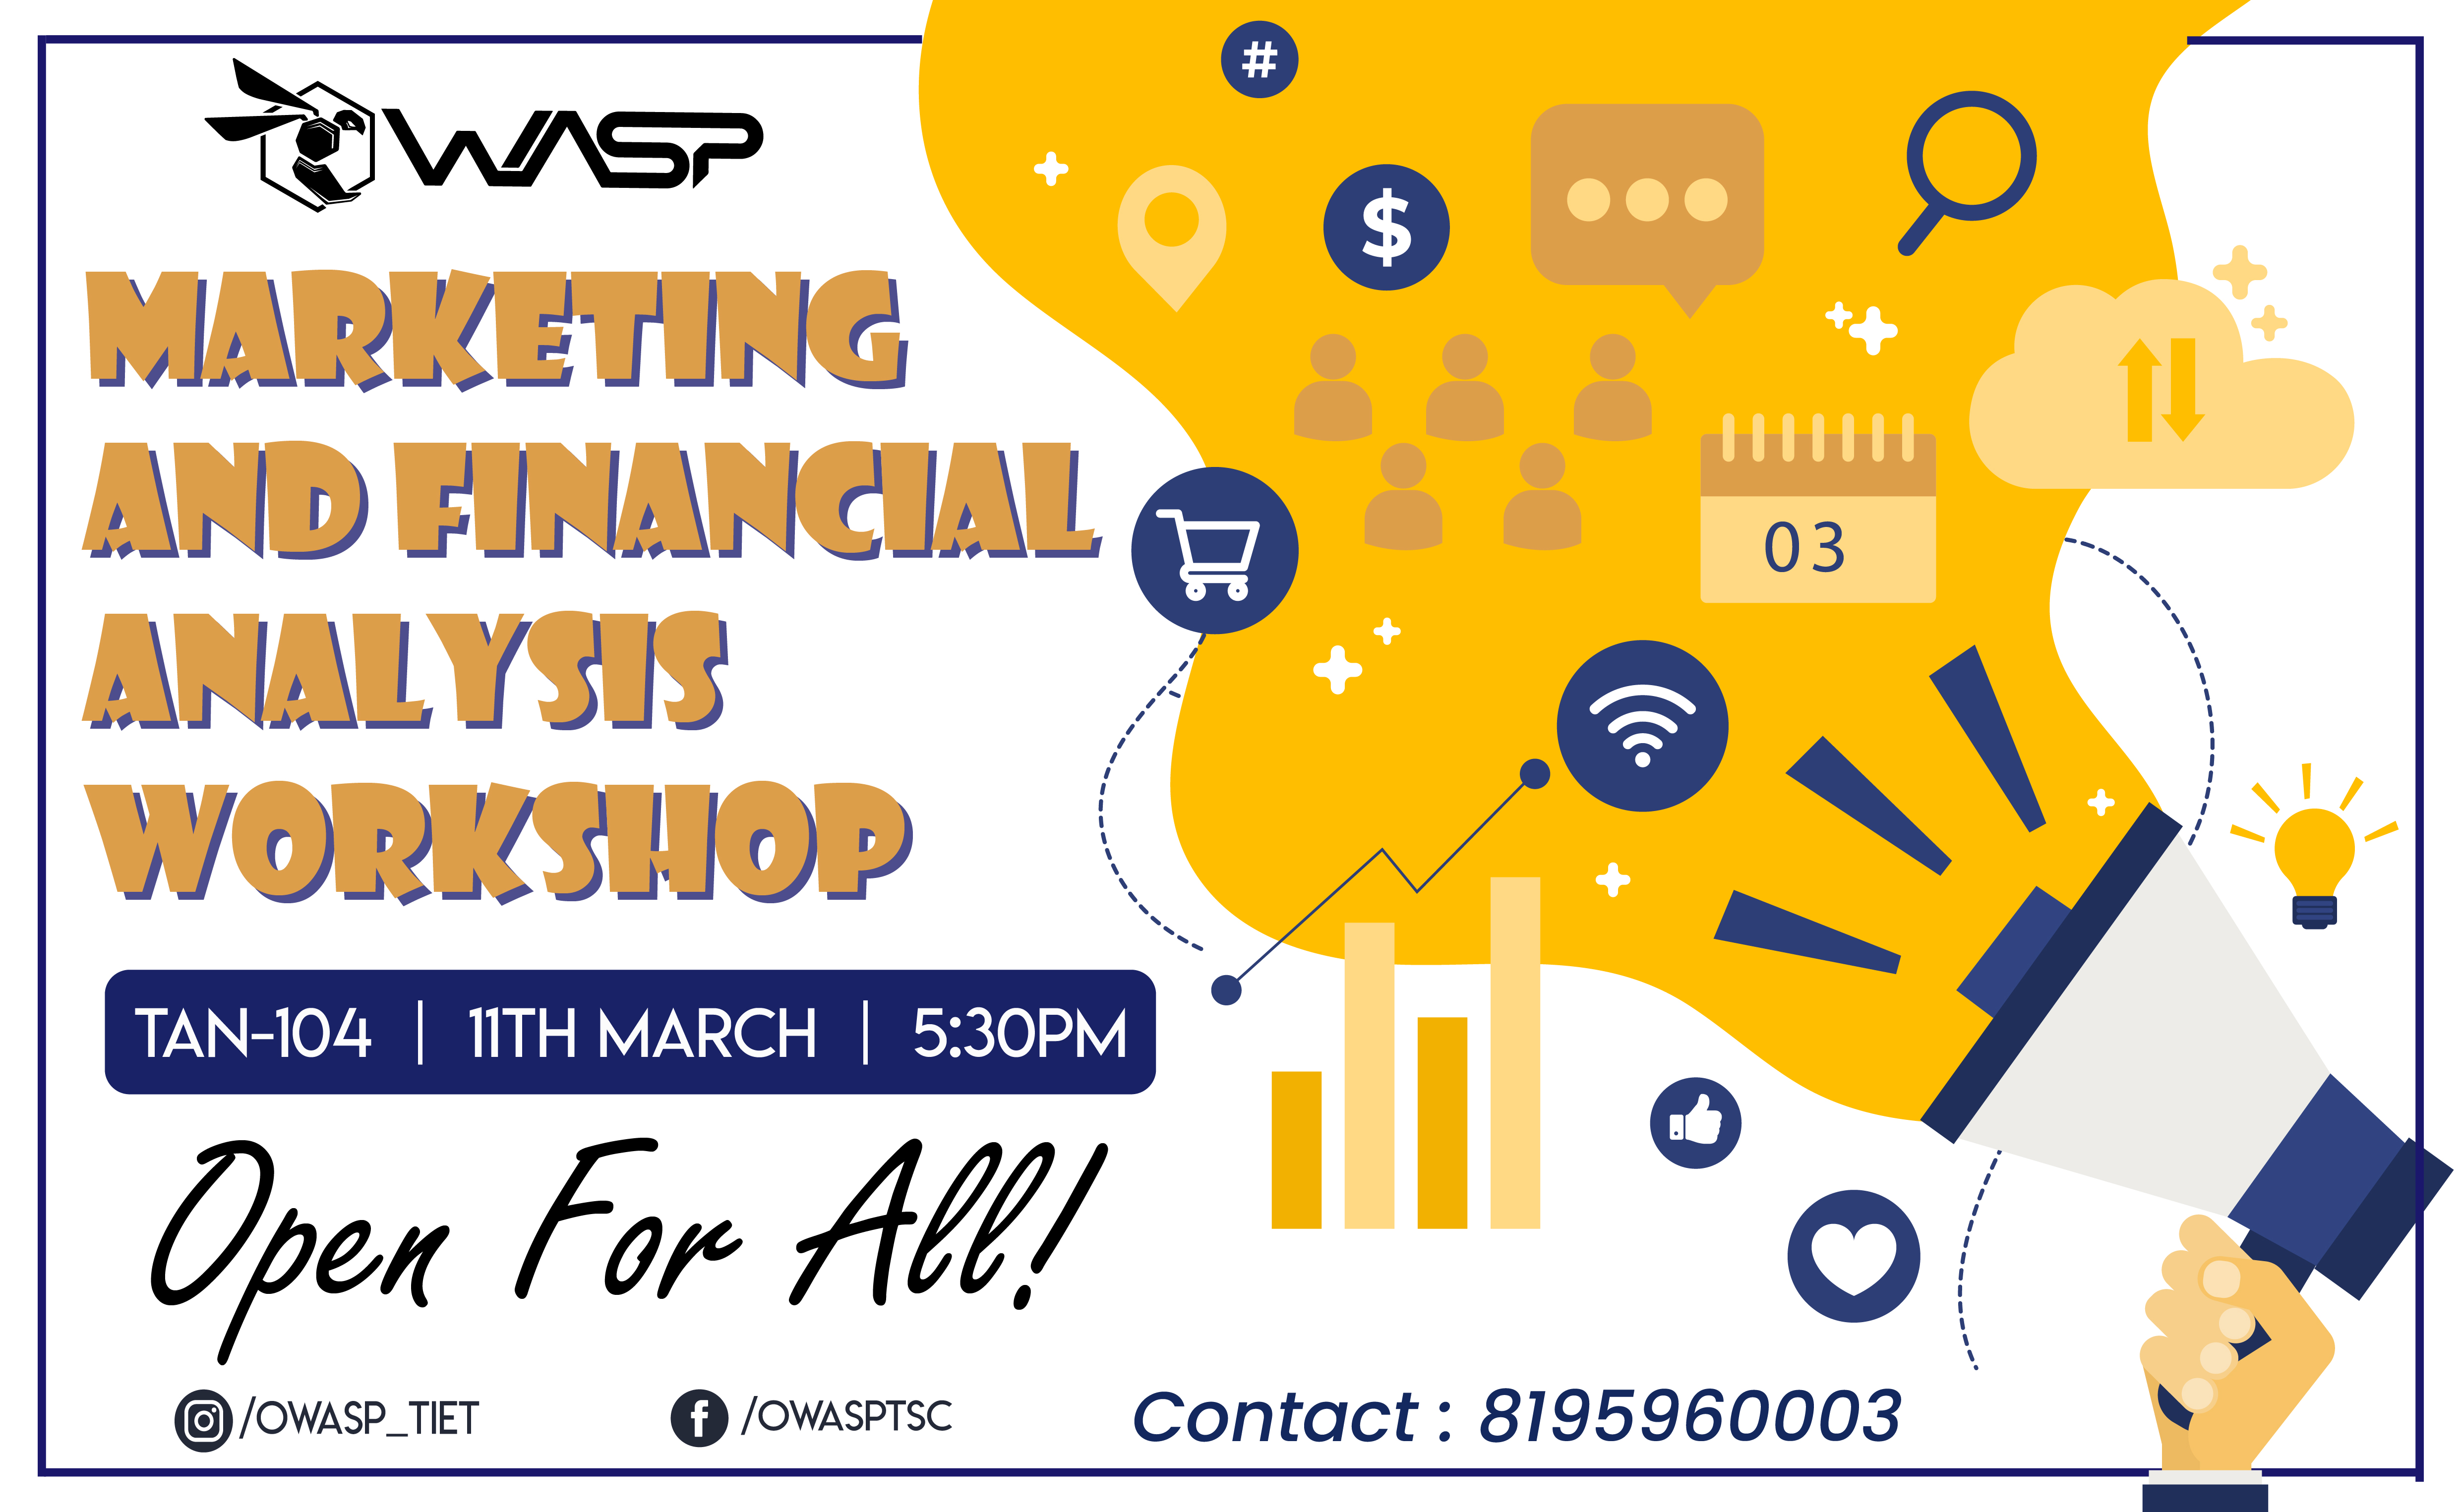 OWASP
MARKETING
AND FINANCIAL
ANALYSIS
WORKSHOP
TAN-104 | 11TH MARCH | 5:30PM
Open For All!
/OWASP_TIET
/OWASPTSC
Contact : 8195960003
#
$
03